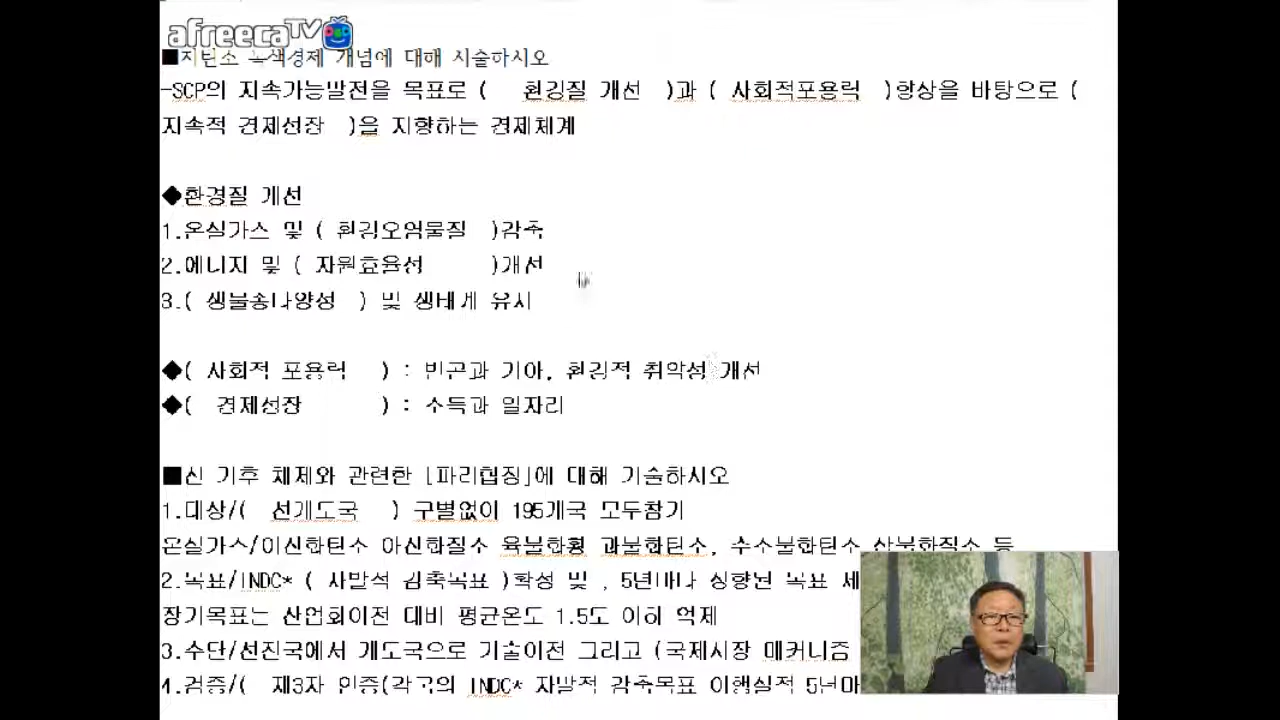 afreecaTV
■저탄소 녹색경제 개념에 대해 서술하시오
-SCP의 지속가능발전을 목표로 ( 환경질 개선 )과 ( 사회적포용력 )향상을 바탕으로 (
지속적 경제성장 )을 지향하는 경제체계
◆환경질 개선
1.온실가스 및 ( 환경오염물질 )감축
2.에너지 및 ( 자원효율성 )개선
3.( 생물종다양성 ) 및 생태계 유지
◆( 사회적 포용력 ) : 빈곤과 기아, 환경적 취약성 개선
◆( 경제성장 ) : 소득과 일자리
■신 기후 체제와 관련한 [파리협정]에 대해 기술하시오
1.대상/( 선개도국 ) 구별없이 195개국 모두참가
온실가스/이산화탄소 아산화질소 육불화황 과불화탄소, 수소불화탄소 삼불화질소 등
2.목표/INDC* ( 자발적 감축목표 )확정 및 , 5년마다 상향된 목표
장기목표는 산업화이전 대비 평균온도 1.5도 이하 억제
3.수단/선진국에서 개도국으로 기술이전 그리고 (국제시장 메커니즘
4.검증/( 제3자 인증(각국의 INDC* 자발적 감축목표 이행실적 5년마